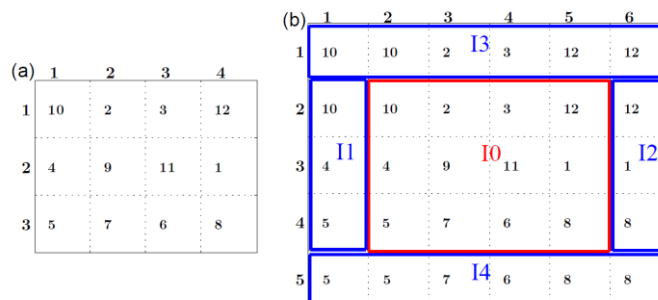 (a)
1 2 3 4
1 10 2 3 12
2 4 9 11 1
3 5 7 6 8
(b)
1 2 3 4 5 6
1 10 10 2 I3 3 12 12
2 10 10 2 3 12 12
I1 I0 I2
3 4 4 9 11 1 1
4 5 5 7 6 8 8
5 5 5 7 I4 6 8 8